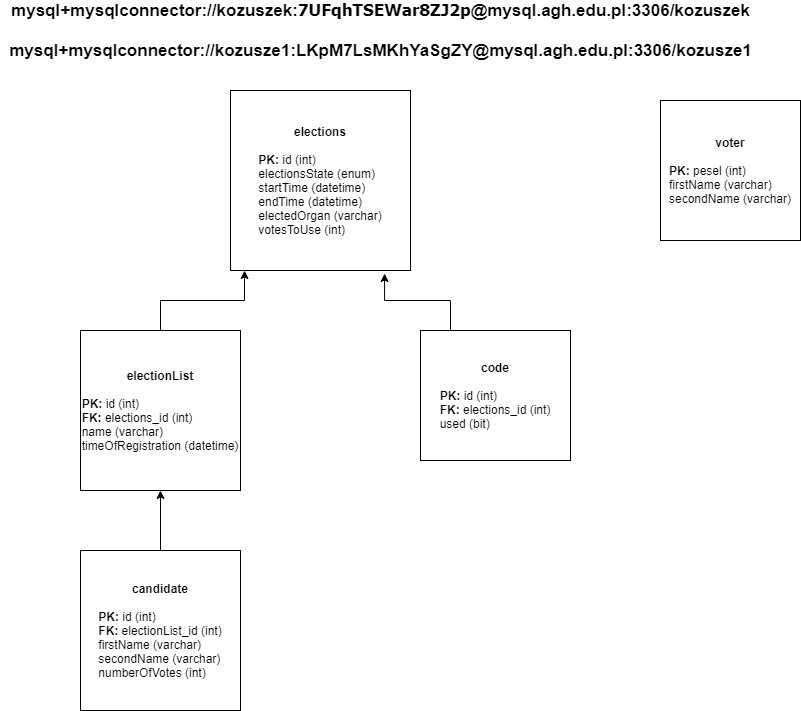 mysql+mysqlconnector://kozuszek:7UFqhTSEWar8ZJ2p@mysql.agh.edu.pl:3306/kozuszek
mysql+mysqlconnector://kozusze1:LKpM7LsMKhYaSgZY@mysql.agh.edu.pl:3306/kozusze1
elections
PK: id (int)
electionsState (enum)
startTime (datetime)
endTime (datetime)
electedOrgan (varchar)
votesToUse (int)
voter
PK: pesel (int)
firstName (varchar)
secondName (varchar)
electionList
PK: id (int)
FK: elections_id (int)
name (varchar)
timeOfRegistration (datetime)
code
PK: id (int)
FK: elections_id (int)
used (bit)
candidate
PK: id (int)
FK: electionList_id (int)
firstName (varchar)
secondName (varchar)
numberOfVotes (int)